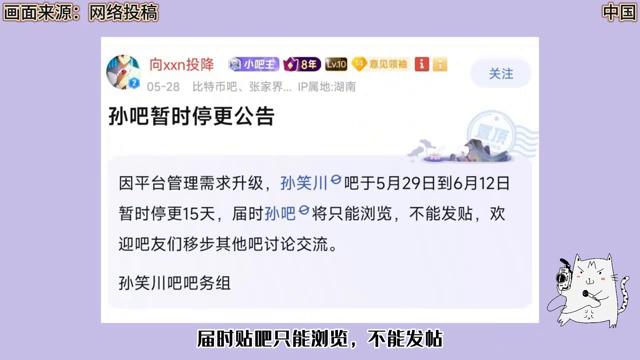 画面来源：网络投稿
中国
向xxn投降 小吧主 8年 Lv.10 意见领袖
关注
05-28 比特币吧、张家界... IP属地:湖南
孙吧暂时停更公告
置顶
因平台管理需求升级，孙笑川吧于5月29日到6月12日
暂时停更15天，届时孙吧将只能浏览，不能发贴，欢
迎吧友们移步其他吧讨论交流。
孙笑川吧吧务组
届时贴吧只能浏览，不能发帖